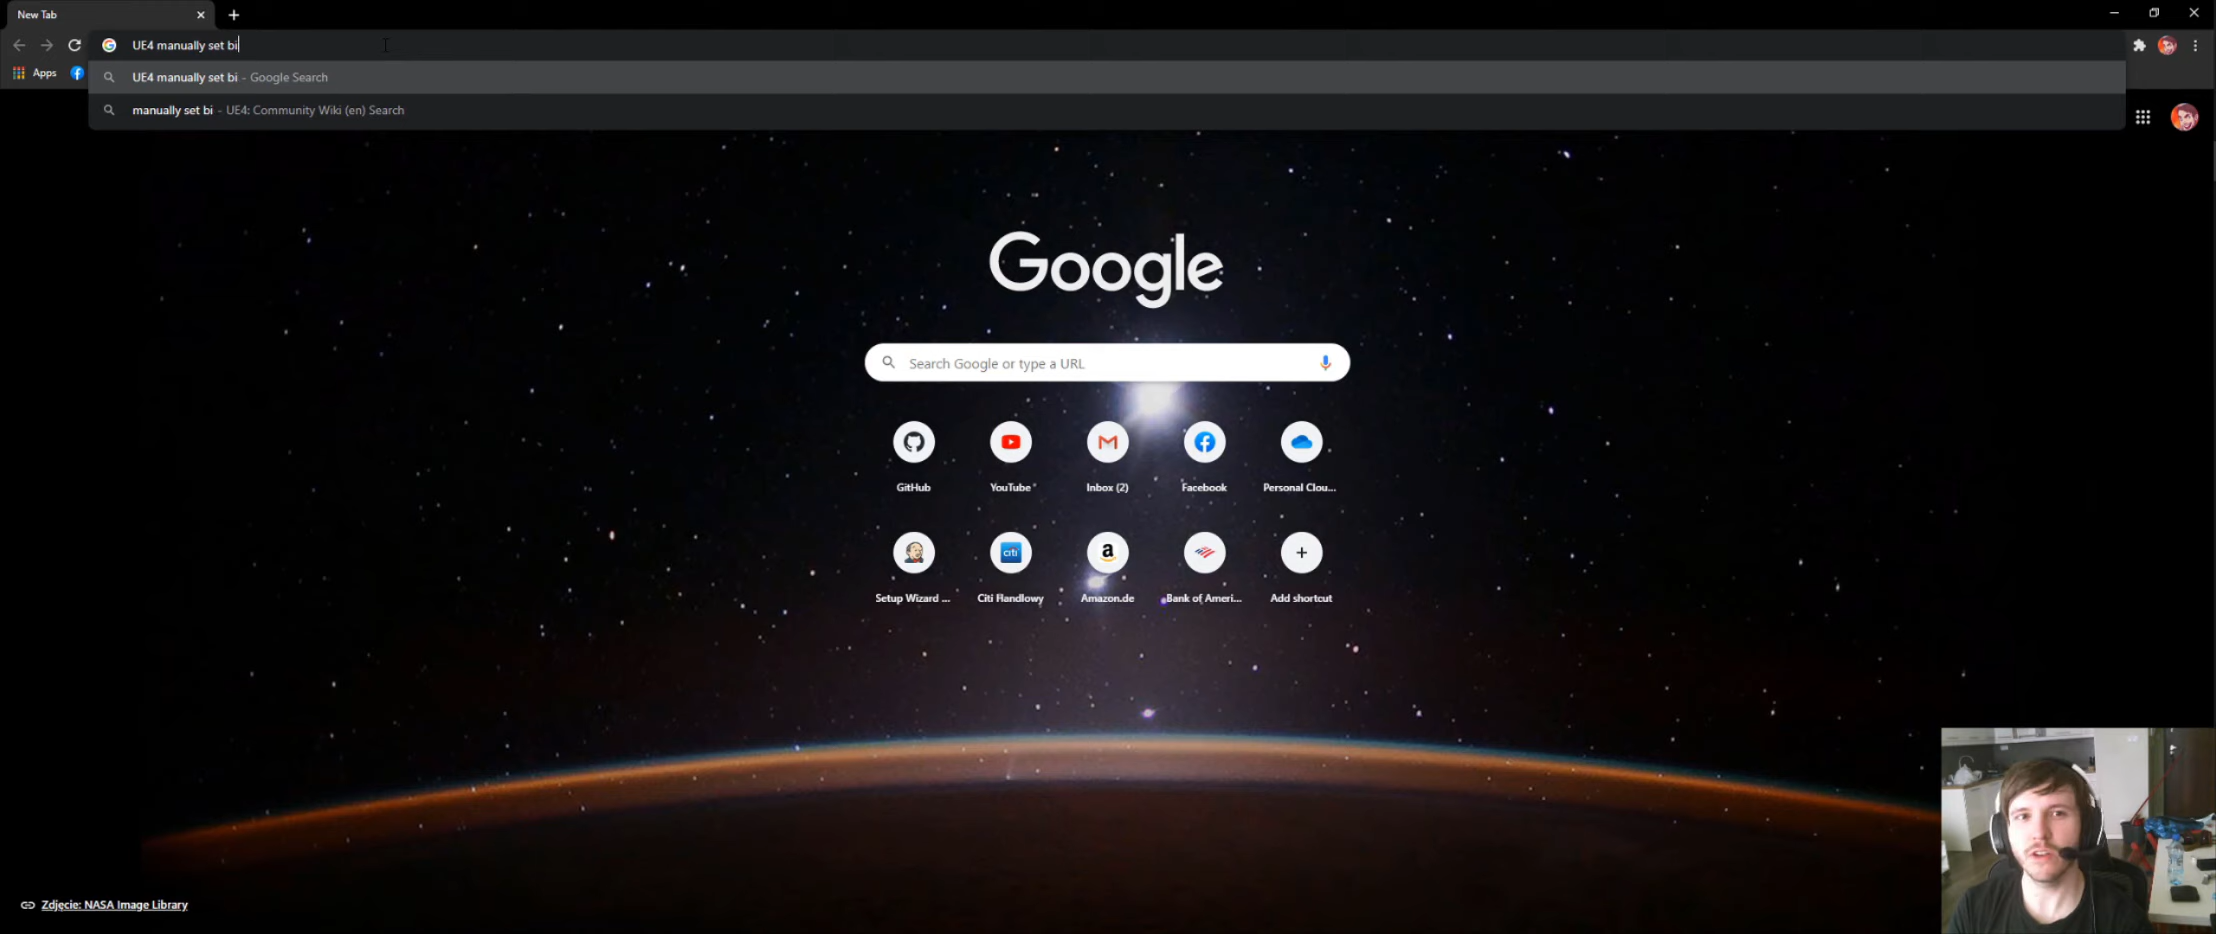 New Tab
UE4 manually set bi
Apps
UE4 manually set bi - Google Search
manually set bi - UE4: Community Wiki (en) Search
Google
Search Google or type a URL
GitHub
YouTube
Inbox (2)
Facebook
Personal Clou...
citi
a
Setup Wizard ...
Citi Handlowy
Amazon.de
Bank of Ameri...
Add shortcut
Zdjęcie: NASA Image Library